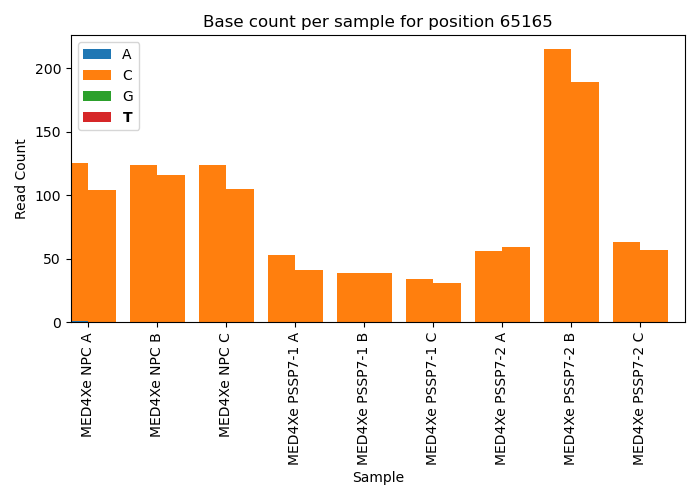 Base count per sample for position 65165
A
C
G
T
200
150
100
50
0
Read Count
MED4Xe NPC A
MED4Xe NPC B
MED4Xe NPC C
MED4Xe PSSP7-1 A
MED4Xe PSSP7-1 B
MED4Xe PSSP7-1 C
MED4Xe PSSP7-2 A
MED4Xe PSSP7-2 B
MED4Xe PSSP7-2 C
Sample